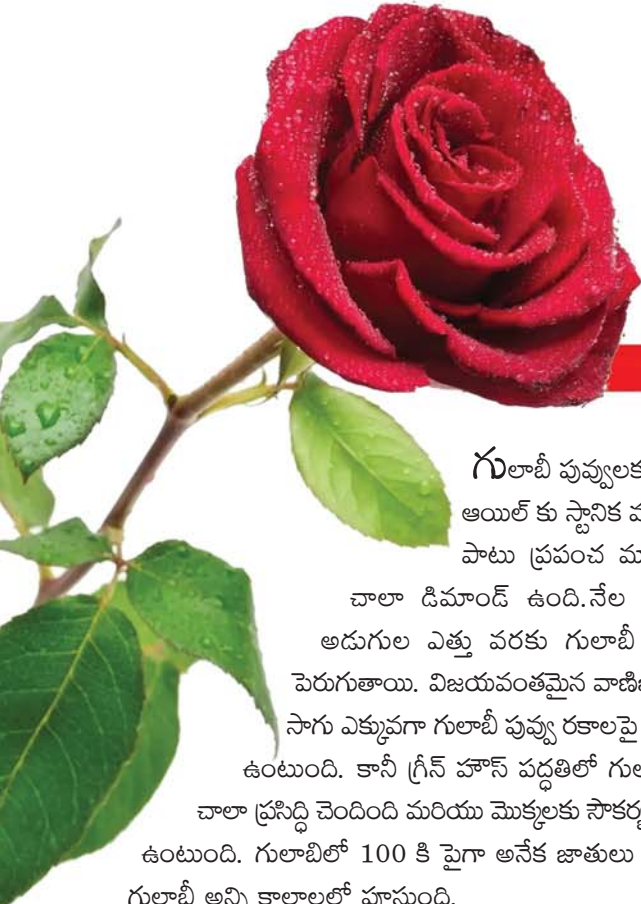 గులాబీ పువ్వులక
ఆయిల్ కు స్టానిక
పాటు ప్రపంచ
చాలా డిమాండ్ ఉంది.నేల
అడుగుల ఎత్తు వరకు గులాబీ
పెరుగుతాయి. విజయవంతమైన
సాగు ఎక్కువగా గులాబీ పువ్వు రకాలపై
ఉంటుంది. కానీ గ్రీన్ హౌస్ పద్ధతిలో
చాలా ప్రసిద్ధి చెందింది మరియు మొక్కలకు
ఉంటుంది. గులాబిలో 100 కి పైగా అనేక జాతులు
గులాబీ అన్ని కాలాలలో పూస్తుంది.